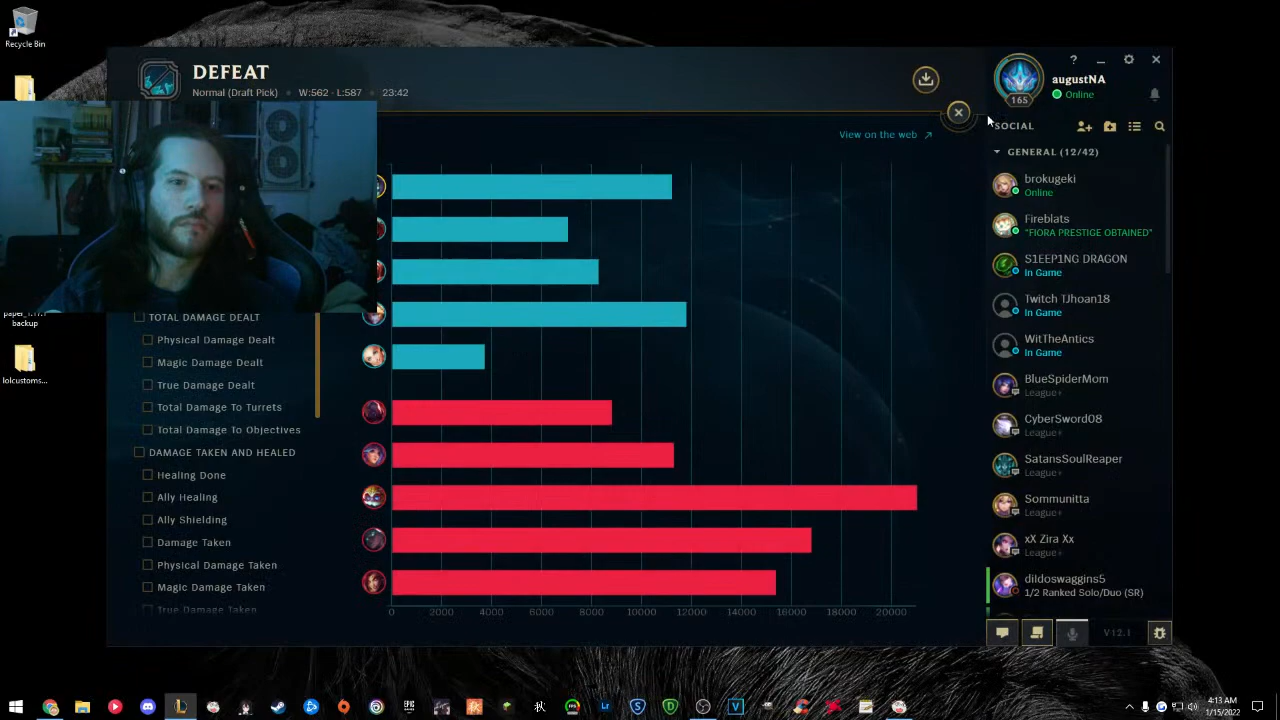 Recycle Bin
DEFEAT
Normal (Draft Pick) • W:562 - L:587 • 23:42
?
augustNA
165
Online
View on the web
SOCIAL
GENERAL (12/42)
brokugeki
Online
Fireblats
"FIORA PRESTIGE OBTAINED"
S1EEP1NG DRAGON
In Game
Twitch TJhoan18
In Game
WitTheAntics
In Game
BlueSpiderMom
League+
CyberSword08
League+
SatansSoulReaper
League+
Sommunitta
League+
xX Zira Xx
League+
dildoswaggins5
1/2 Ranked Solo/Duo (SR)
V12.1
backup
lolcustoms...
TOTAL DAMAGE DEALT
Physical Damage Dealt
Magic Damage Dealt
True Damage Dealt
Total Damage To Turrets
Total Damage To Objectives
DAMAGE TAKEN AND HEALED
Healing Done
Ally Healing
Ally Shielding
Damage Taken
Physical Damage Taken
Magic Damage Taken
True Damage Taken
0 2000 4000 6000 8000 10000 12000 14000 16000 18000 20000
4:13 AM
1/15/2022